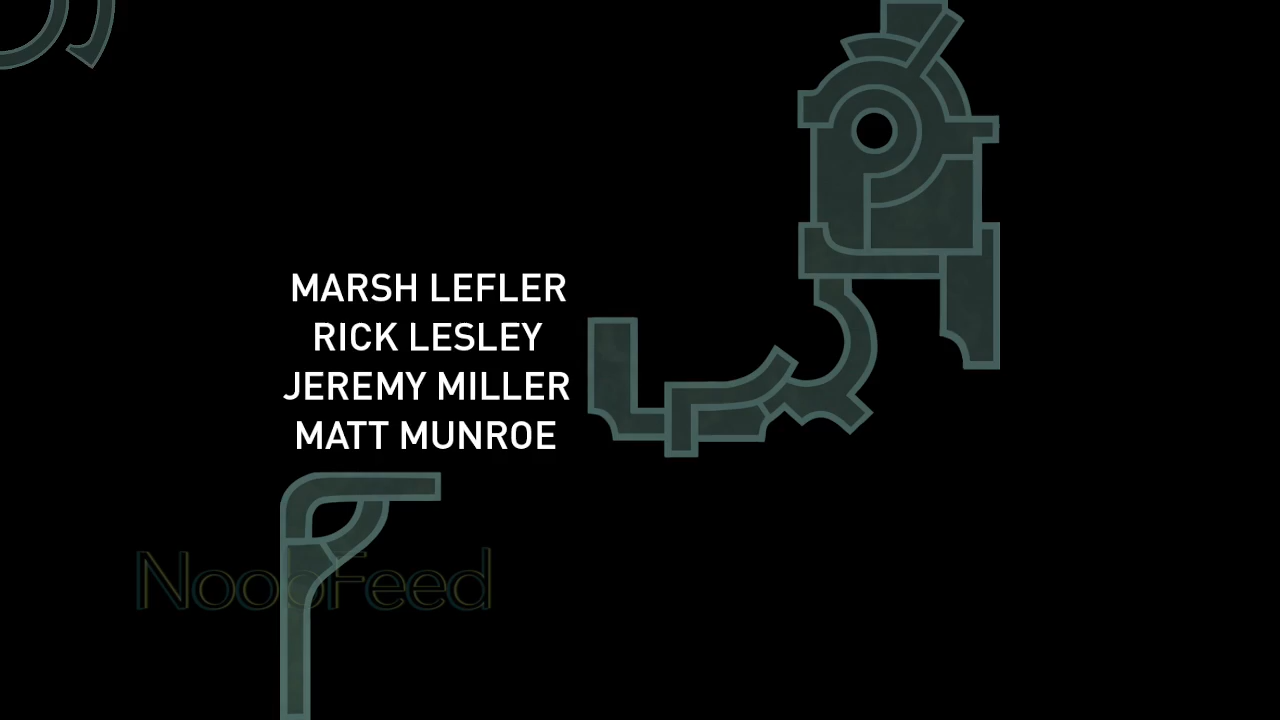 MARSH LEFLER
RICK LESLEY
JEREMY MILLER
MATT MUNROE
NoobFeed